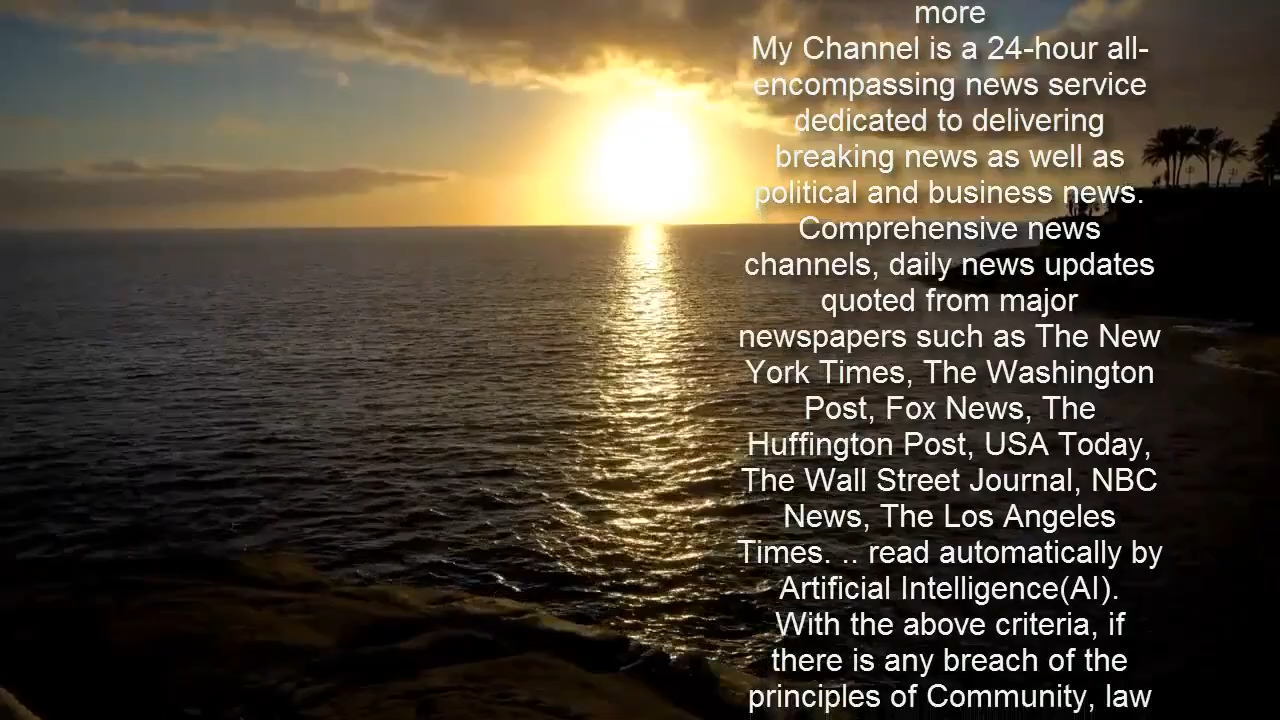 more
My Channel is a 24-hour all-
encompassing news service
dedicated to delivering
breaking news as well as
political and business news.
Comprehensive news
channels, daily news updates
quoted from major
newspapers such as The New
York Times, The Washington
Post, Fox News, The
Huffington Post, USA Today,
The Wall Street Journal, NBC
News, The Los Angeles
Times. .. read automatically by
Artificial Intelligence(AI).
With the above criteria, if
there is any breach of the
principles of Community, law